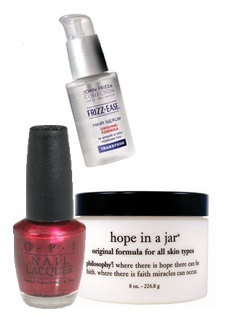 JOHN FRIEDA
COLLECTION
FRIZZ-EASE
HAIR SERUM
ORIGINAL
FORMULA
TRANSFORM
O·P·I
NAIL
LACQUER
hope in a jar®
original formula for all skin types
philosophy: where there is hope there can be
faith. where there is faith miracles can occur.
8 oz. - 226.8 g